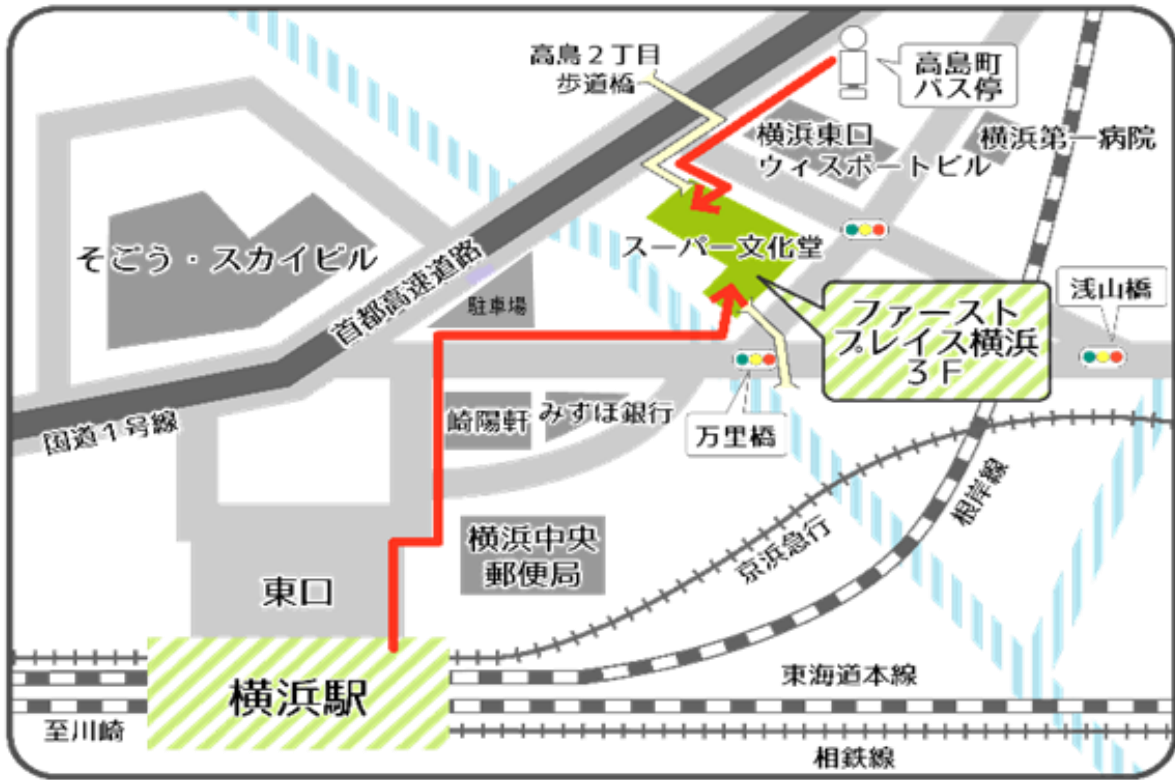 高島２丁目
歩道橋
高島町
バス停
横浜東口
ウィスポートビル
横浜第一病院
そごう・スカイビル
首都高速道路
駐車場
スーパー文化堂
ファースト
プレイス横浜
３Ｆ
浅山橋
国道１号線
崎陽軒
みずほ銀行
万里橋
横浜中央
郵便局
京浜急行
根岸線
東口
横浜駅
東海道本線
至川崎
相鉄線